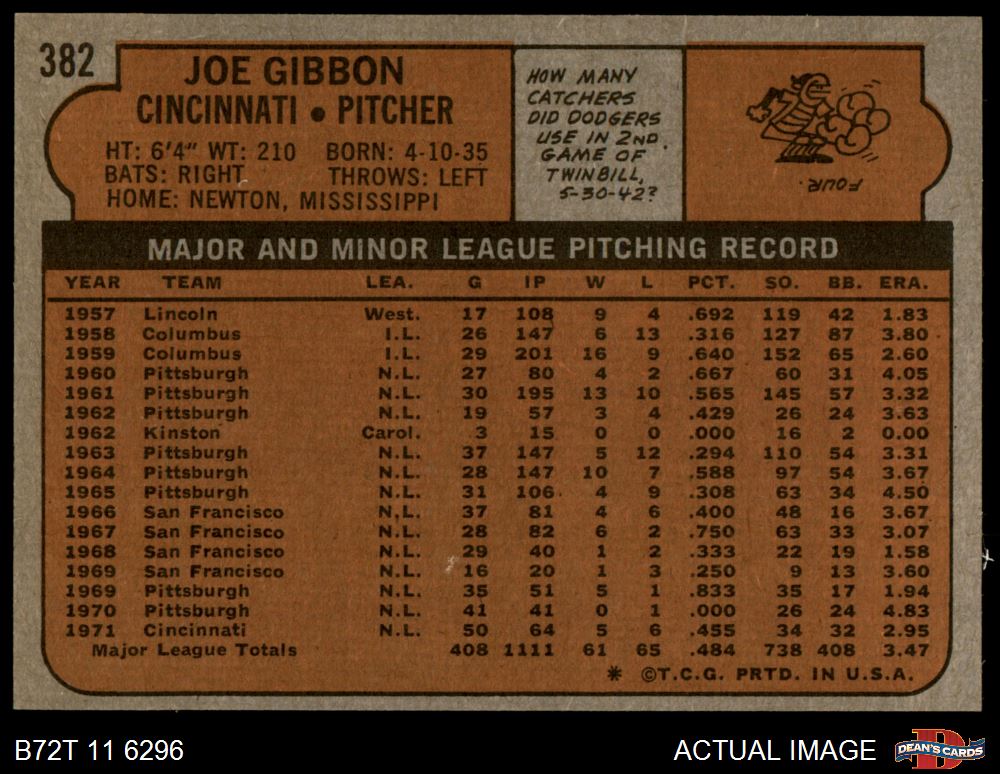 382
JOE GIBBON
CINCINNATI • PITCHER
HT: 6'4" WT: 210 BORN: 4-10-35
BATS: RIGHT THROWS: LEFT
HOME: NEWTON, MISSISSIPPI
HOW MANY
CATCHERS
DID DODGERS
USE IN 2ND
GAME OF
TWINBILL,
5-30-42?
FOUR.
MAJOR AND MINOR LEAGUE PITCHING RECORD
YEAR TEAM LEA. G IP W L PCT. SO. BB. ERA.
1957 Lincoln West. 17 108 9 4 .692 119 42 1.83
1958 Columbus I.L. 26 147 6 13 .316 127 87 3.80
1959 Columbus I.L. 29 201 16 9 .640 152 65 2.60
1960 Pittsburgh N.L. 27 80 4 2 .667 60 31 4.05
1961 Pittsburgh N.L. 30 195 13 10 .565 145 57 3.32
1962 Pittsburgh N.L. 19 57 3 4 .429 26 24 3.63
1962 Kinston Carol. 3 15 0 0 .000 16 2 0.00
1963 Pittsburgh N.L. 37 147 5 12 .294 110 54 3.31
1964 Pittsburgh N.L. 28 147 10 7 .588 97 54 3.67
1965 Pittsburgh N.L. 31 106 4 9 .308 63 34 4.50
1966 San Francisco N.L. 37 81 4 6 .400 48 16 3.67
1967 San Francisco N.L. 28 82 6 2 .750 63 33 3.07
1968 San Francisco N.L. 29 40 1 2 .333 22 19 1.58
1969 San Francisco N.L. 16 20 1 3 .250 9 13 3.60
1969 Pittsburgh N.L. 35 51 5 1 .833 35 17 1.94
1970 Pittsburgh N.L. 41 41 0 1 .000 26 24 4.83
1971 Cincinnati N.L. 50 64 5 6 .455 34 32 2.95
Major League Totals 408 1111 61 65 .484 738 408 3.47
* ©T.C.G. PRTD. IN U.S.A.
B72T 11 6296
ACTUAL IMAGE
D
DEAN'S CARDS